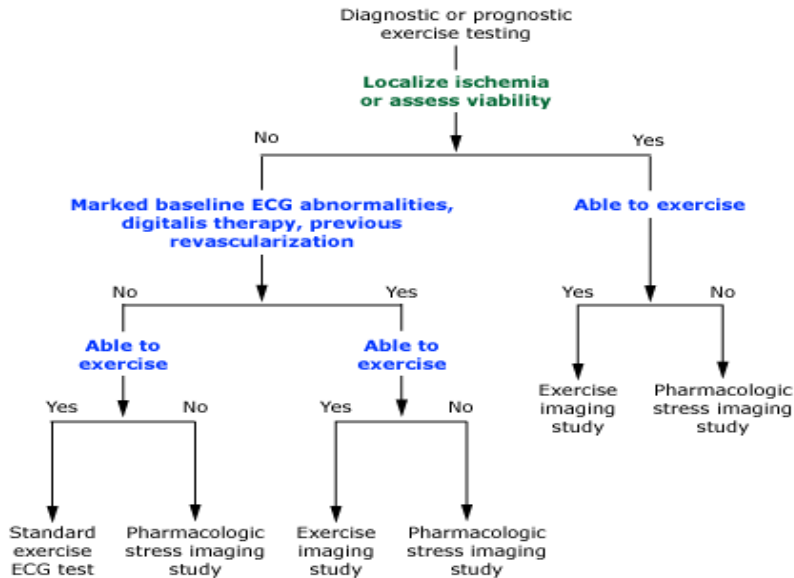 Diagnostic or prognostic
exercise testing
Localize ischemia
or assess viability
No
Yes
Marked baseline ECG abnormalities,
digitalis therapy, previous
revascularization
Able to exercise
No
Yes
Yes
No
Able to
exercise
Able to
exercise
Exercise
imaging
study
Pharmacologic
stress imaging
study
Yes
No
Yes
No
Standard
exercise
ECG test
Pharmacologic
stress imaging
study
Exercise
imaging
study
Pharmacologic
stress imaging
study